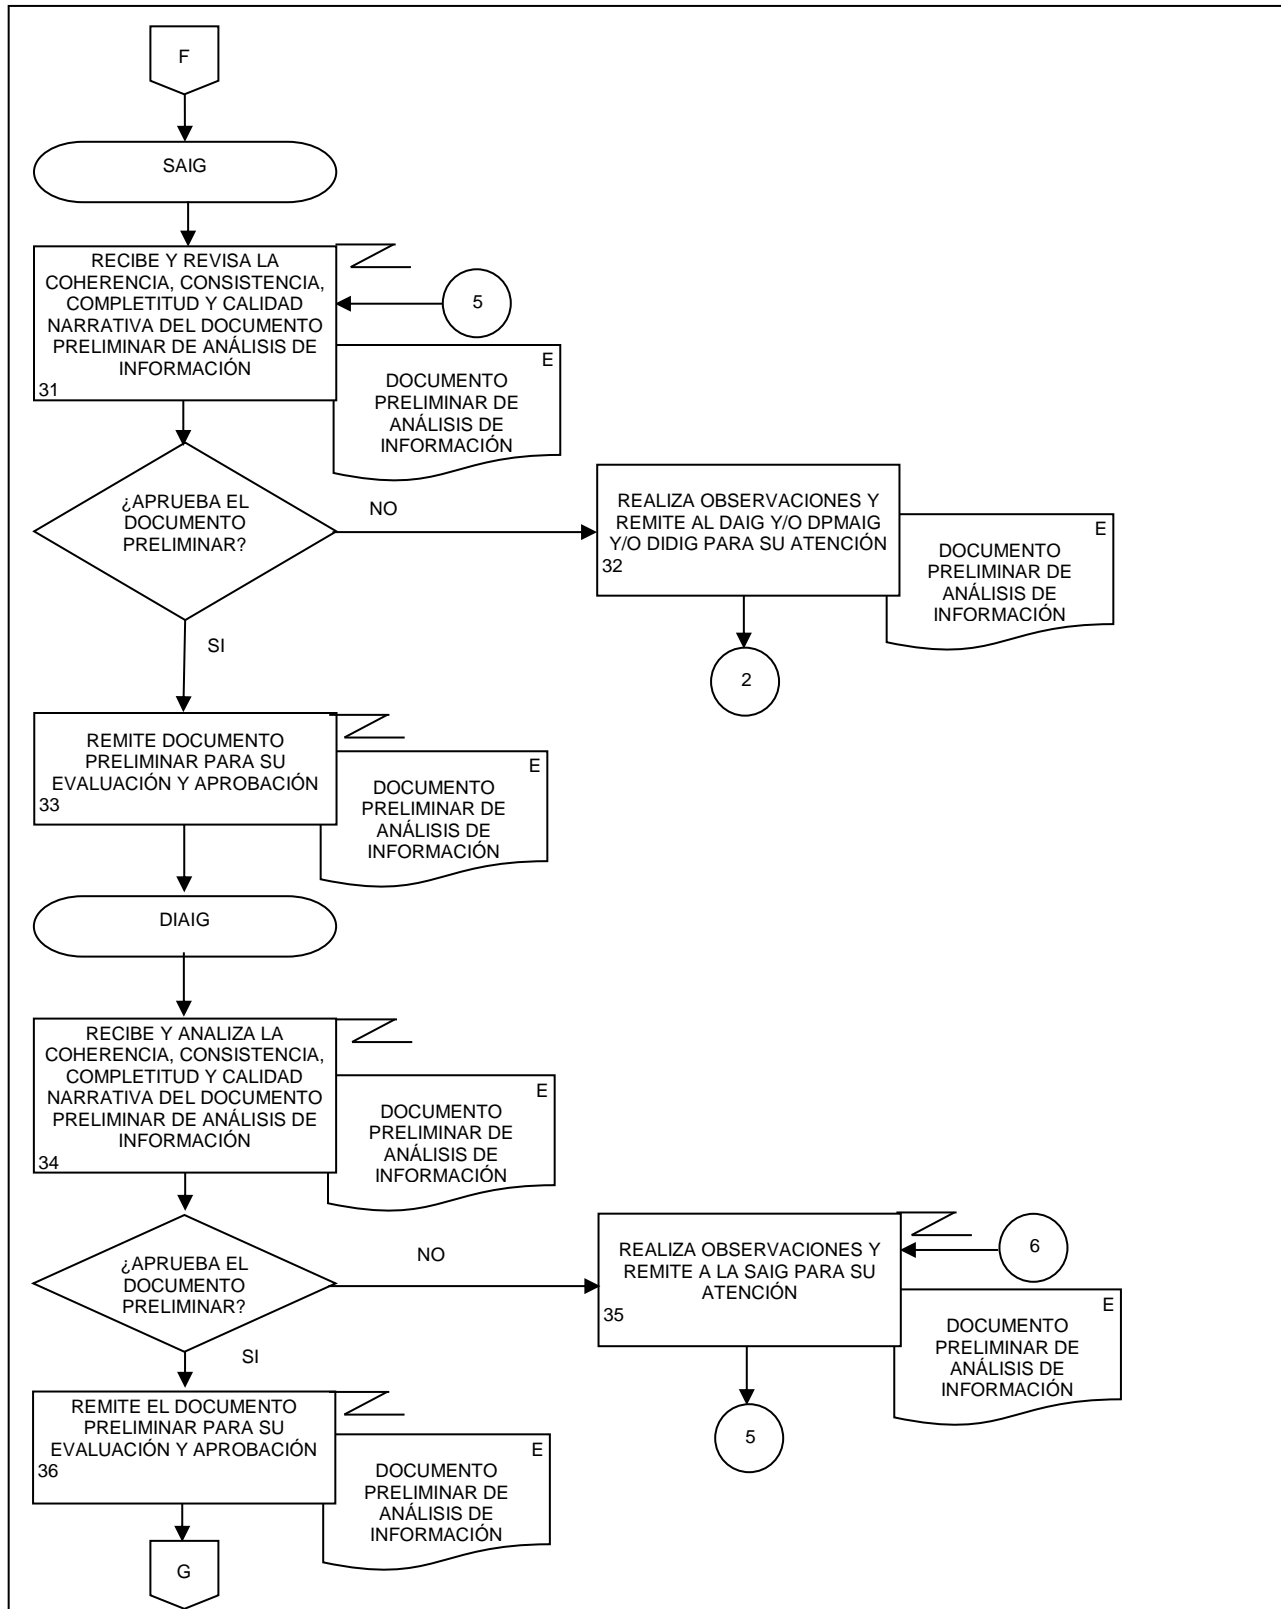 F
SAIG
RECIBE Y REVISA LA
COHERENCIA, CONSISTENCIA,
COMPLETITUD Y CALIDAD
NARRATIVA DEL DOCUMENTO
PRELIMINAR DE ANÁLISIS DE
INFORMACIÓN
31
5
E
DOCUMENTO
PRELIMINAR DE
ANÁLISIS DE
INFORMACIÓN
¿APRUEBA EL
DOCUMENTO
PRELIMINAR?
NO
REALIZA OBSERVACIONES Y
REMITE AL DAIG Y/O DPMAIG
Y/O DIDIG PARA SU ATENCIÓN
32
E
DOCUMENTO
PRELIMINAR DE
ANÁLISIS DE
INFORMACIÓN
2
SI
REMITE DOCUMENTO
PRELIMINAR PARA SU
EVALUACIÓN Y APROBACIÓN
33
E
DOCUMENTO
PRELIMINAR DE
ANÁLISIS DE
INFORMACIÓN
DIAIG
RECIBE Y ANALIZA LA
COHERENCIA, CONSISTENCIA,
COMPLETITUD Y CALIDAD
NARRATIVA DEL DOCUMENTO
PRELIMINAR DE ANÁLISIS DE
INFORMACIÓN
34
E
DOCUMENTO
PRELIMINAR DE
ANÁLISIS DE
INFORMACIÓN
¿APRUEBA EL
DOCUMENTO
PRELIMINAR?
NO
REALIZA OBSERVACIONES Y
REMITE A LA SAIG PARA SU
ATENCIÓN
35
6
E
DOCUMENTO
PRELIMINAR DE
ANÁLISIS DE
INFORMACIÓN
5
SI
REMITE EL DOCUMENTO
PRELIMINAR PARA SU
EVALUACIÓN Y APROBACIÓN
36
E
DOCUMENTO
PRELIMINAR DE
ANÁLISIS DE
INFORMACIÓN
G